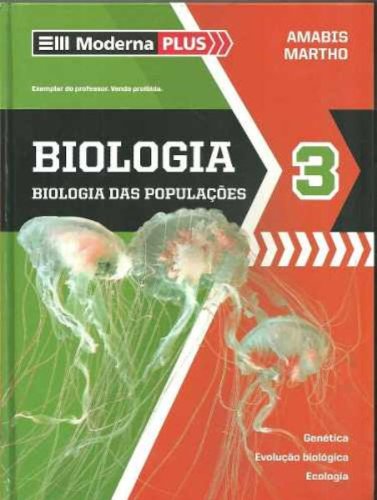 Moderna PLUS
AMABIS
MARTHO
Exemplar do professor. Venda proibida.
BIOLOGIA
3
BIOLOGIA DAS POPULAÇÕES
Genética
Evolução biológica
Ecologia